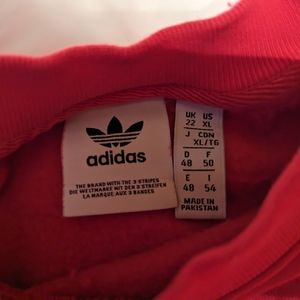 adidas
THE BRAND WITH THE 3 STRIPES
DIE WELTMARKE MIT DEN 3 STREIFEN
LA MARQUE AUX 3 BANDES
UK US
22 XL
J CDN
XL/TG
D F
48 50
E I
48 54
MADE IN
PAKISTAN